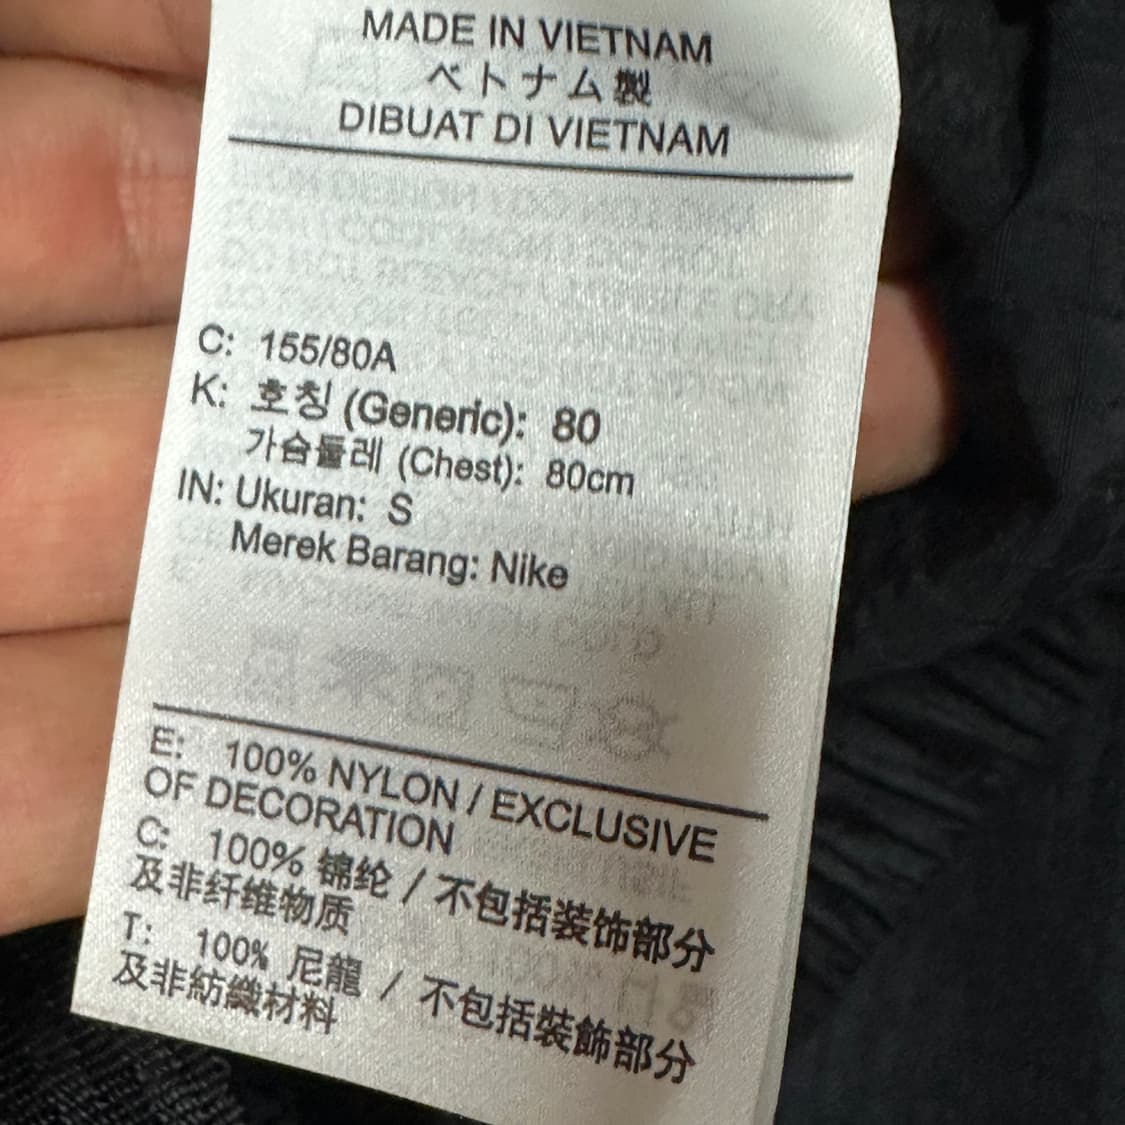 MADE IN VIETNAM
ベトナム製
DIBUAT DI VIETNAM
C: 155/80A
K: 호칭 (Generic): 80
가슴둘레 (Chest): 80cm
IN: Ukuran: S
Merek Barang: Nike
E: 100% NYLON / EXCLUSIVE
OF DECORATION
C: 100% 锦纶 / 不包括装饰部分
及非纤维物质
T: 100% 尼龍 / 不包括裝飾部分
及非紡織材料